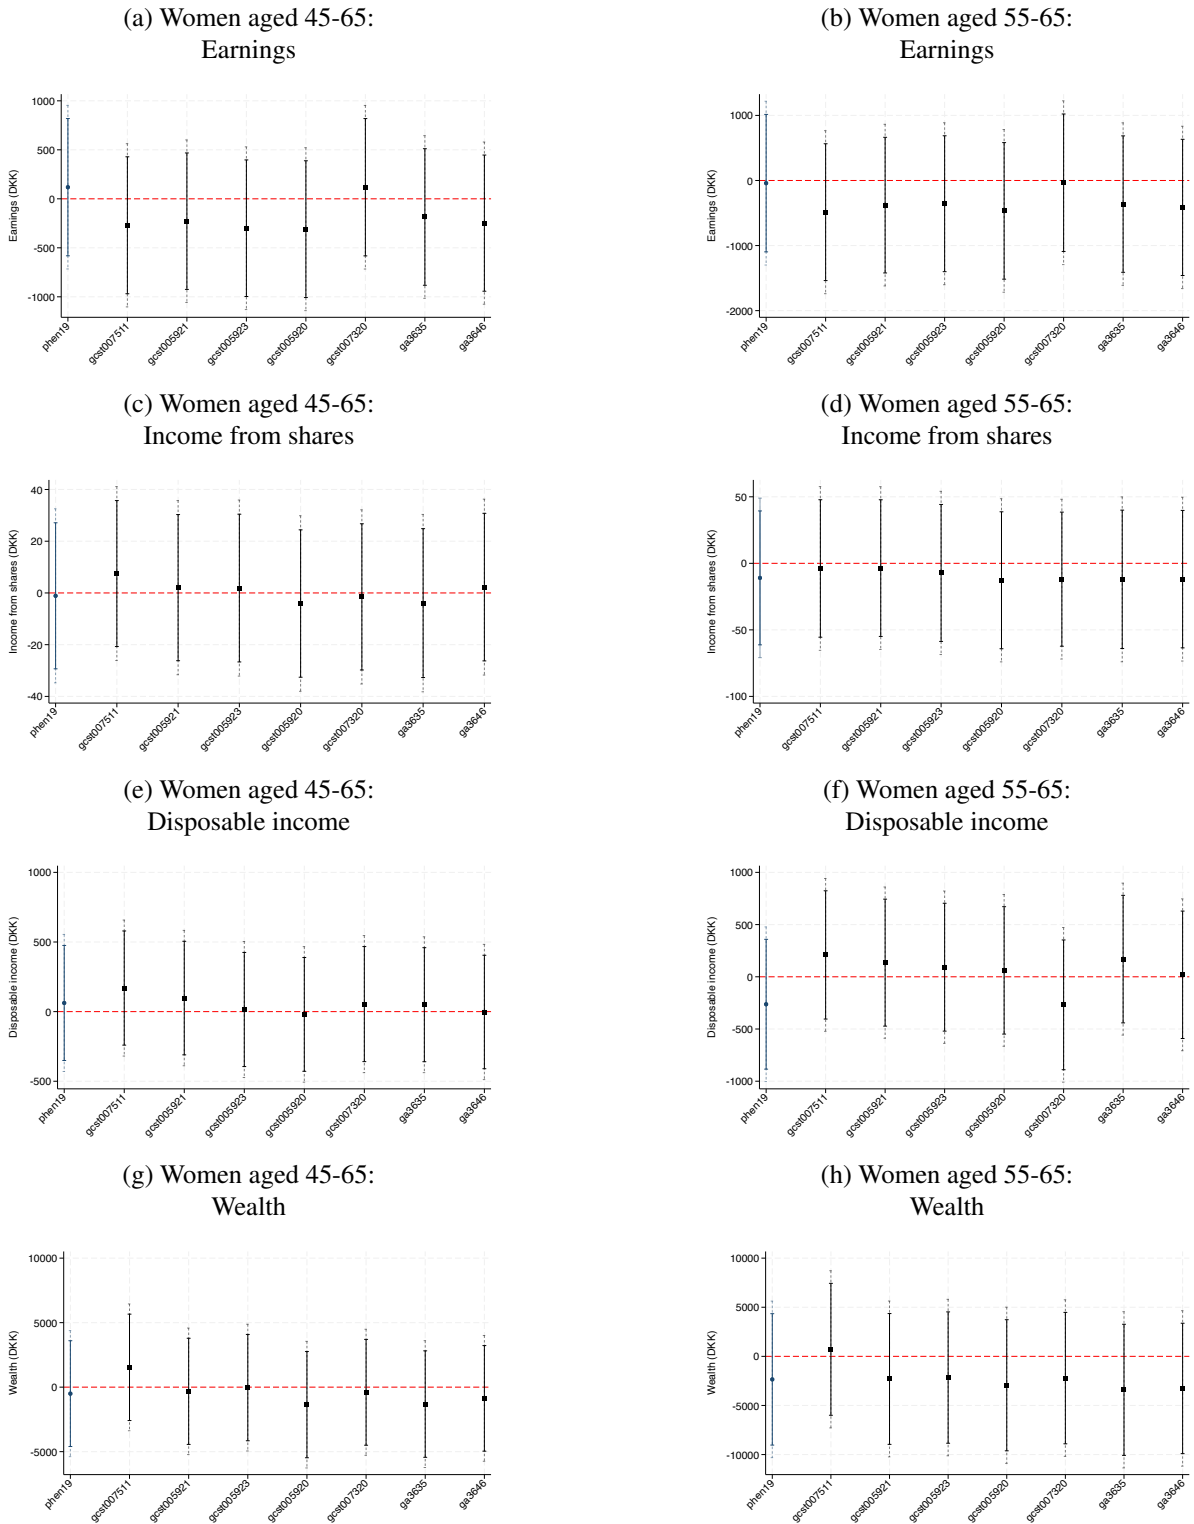 (a) Women aged 45-65:
Earnings
(b) Women aged 55-65:
Earnings
Earnings (DKK)
1000
500
0
-500
-1000
phen19
gcst007511
gcst005921
gcst005923
gcst005920
gcst007320
ga3635
ga3646
Earnings (DKK)
1000
0
-1000
-2000
phen19
gcst007511
gcst005921
gcst005923
gcst005920
gcst007320
ga3635
ga3646
(c) Women aged 45-65:
Income from shares
(d) Women aged 55-65:
Income from shares
Income from shares (DKK)
40
20
0
-20
-40
phen19
gcst007511
gcst005921
gcst005923
gcst005920
gcst007320
ga3635
ga3646
Income from shares (DKK)
50
0
-50
-100
phen19
gcst007511
gcst005921
gcst005923
gcst005920
gcst007320
ga3635
ga3646
(e) Women aged 45-65:
Disposable income
(f) Women aged 55-65:
Disposable income
Disposable income (DKK)
1000
500
0
-500
phen19
gcst007511
gcst005921
gcst005923
gcst005920
gcst007320
ga3635
ga3646
Disposable income (DKK)
1000
500
0
-500
-1000
phen19
gcst007511
gcst005921
gcst005923
gcst005920
gcst007320
ga3635
ga3646
(g) Women aged 45-65:
Wealth
(h) Women aged 55-65:
Wealth
Wealth (DKK)
10000
5000
0
-5000
phen19
gcst007511
gcst005921
gcst005923
gcst005920
gcst007320
ga3635
ga3646
Wealth (DKK)
10000
5000
0
-5000
-10000
phen19
gcst007511
gcst005921
gcst005923
gcst005920
gcst007320
ga3635
ga3646